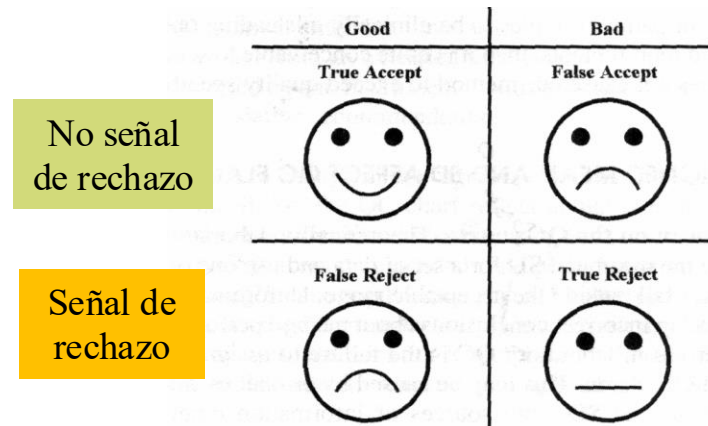 Good
Bad
True Accept
False Accept
No señal
de rechazo
False Reject
True Reject
Señal de
rechazo